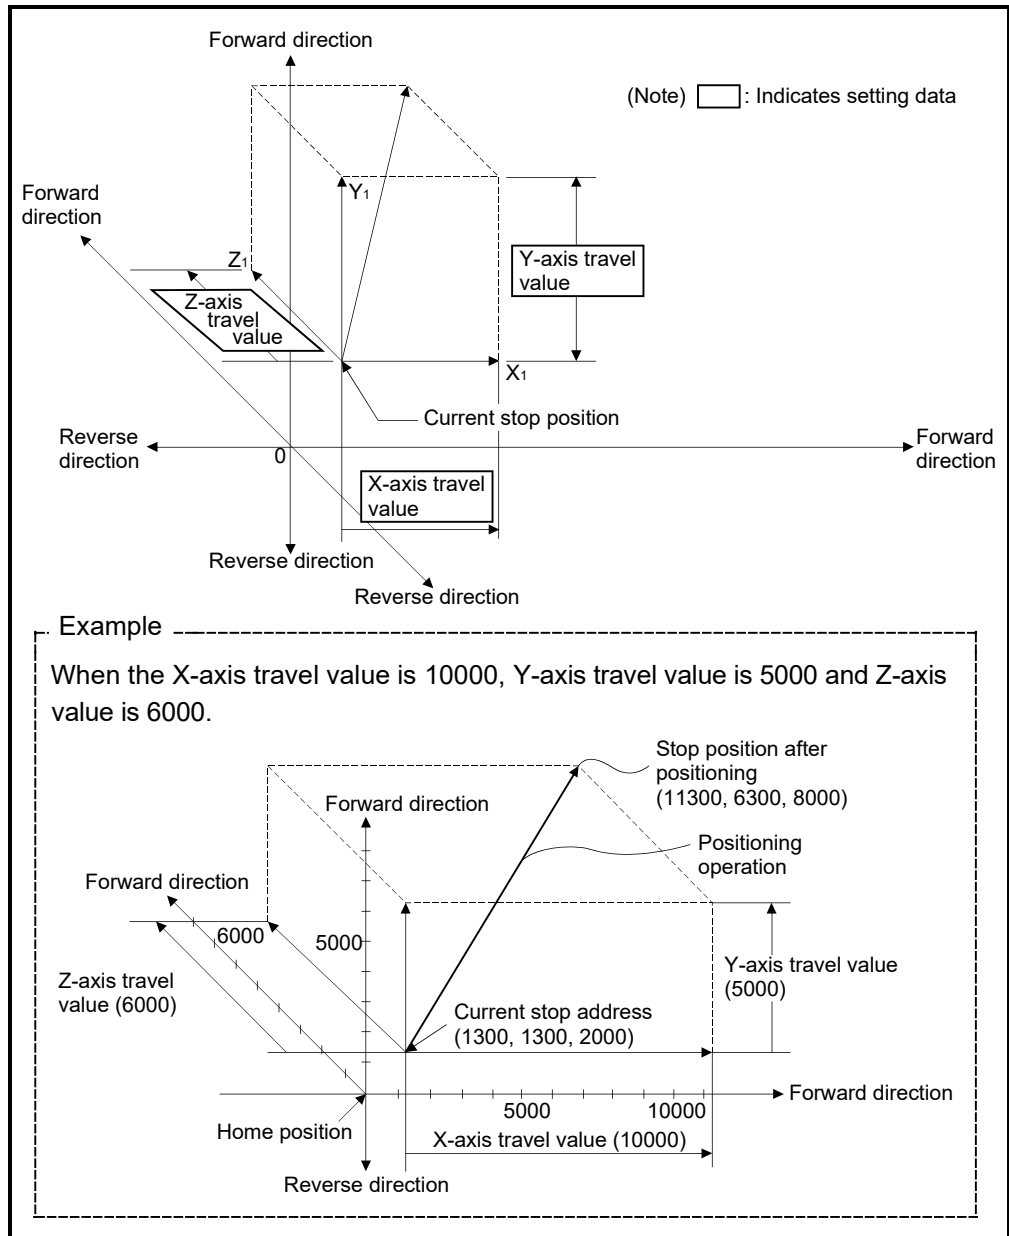 Forward direction
(Note) : Indicates setting data
Forward
direction
Y1
Z1
Y-axis travel
value
Z-axis
travel
value
X1
Current stop position
Reverse
direction
0
Forward
direction
X-axis travel
value
Reverse direction
Reverse direction
Example
When the X-axis travel value is 10000, Y-axis travel value is 5000 and Z-axis
value is 6000.
Stop position after
positioning
(11300, 6300, 8000)
Forward direction
Positioning
operation
Forward direction
6000
5000
Z-axis travel
value (6000)
Y-axis travel value
(5000)
Current stop address
(1300, 1300, 2000)
Forward direction
5000
10000
Home position
X-axis travel value (10000)
Reverse direction